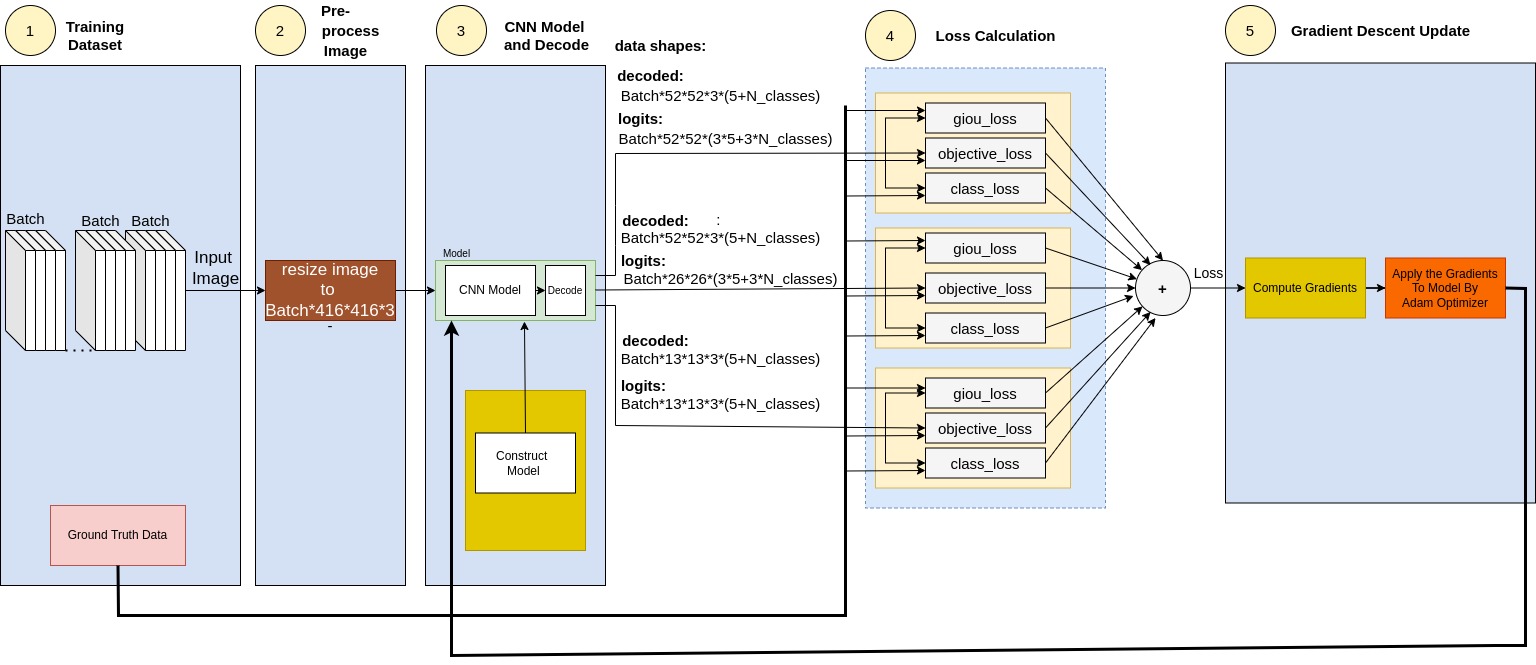 1
Training
Dataset
2
Pre-
process
Image
3
CNN Model
and Decode
4
Loss Calculation
5
Gradient Descent Update
Batch
Batch
Batch
. . . .
Input
Image
Ground Truth Data
resize image
to
Batch*416*416*3
-
Model
CNN Model
Decode
Construct
Model
data shapes:
decoded:
Batch*52*52*3*(5+N_classes)
logits:
Batch*52*52*(3*5+3*N_classes)
decoded: :
Batch*52*52*3*(5+N_classes)
logits:
Batch*26*26*(3*5+3*N_classes)
decoded:
Batch*13*13*3*(5+N_classes)
logits:
Batch*13*13*3*(5+N_classes)
giou_loss
objective_loss
class_loss
giou_loss
objective_loss
class_loss
giou_loss
objective_loss
class_loss
+
Loss
Compute Gradients
Apply the Gradients
To Model By
Adam Optimizer